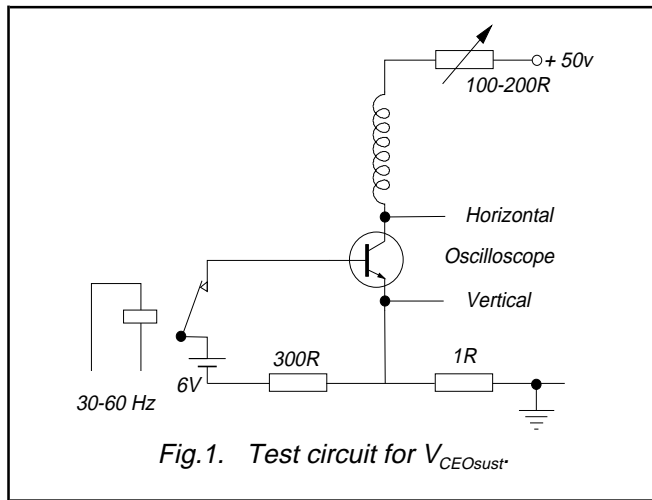 + 50v
100-200R
Horizontal
Oscilloscope
Vertical
300R
1R
6V
30-60 Hz
Fig.1. Test circuit for VCEOsust.